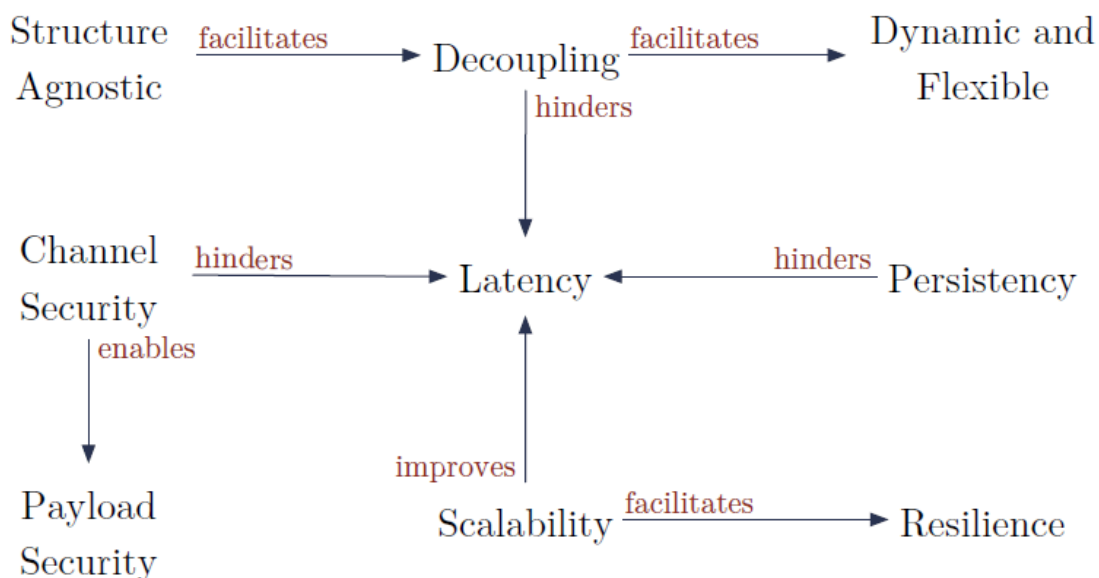 Structure
Agnostic
facilitates
Decoupling
facilitates
Dynamic and
Flexible
hinders
Channel
Security
hinders
Latency
hinders
Persistency
enables
improves
Payload
Security
Scalability
facilitates
Resilience